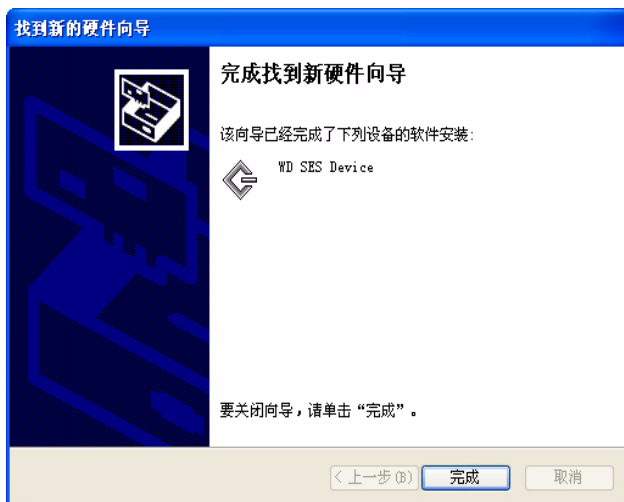 找到新的硬件向导
完成找到新硬件向导
该向导已经完成了下列设备的软件安装:
WD SES Device
要关闭向导，请单击“完成”。
< 上一步(B)
完成
取消